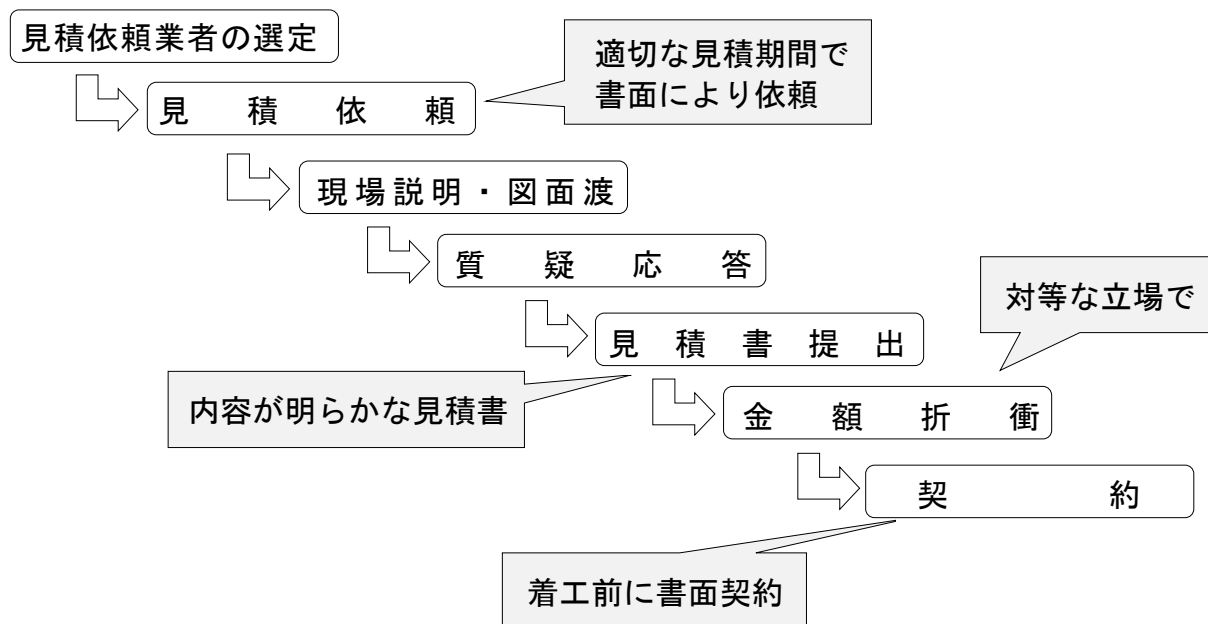 見積依頼業者の選定
適切な見積期間で
書面により依頼
見積依頼
現場説明・図面渡
質疑応答
対等な立場で
見積書提出
内容が明らかな見積書
金額折衝
契約
着工前に書面契約